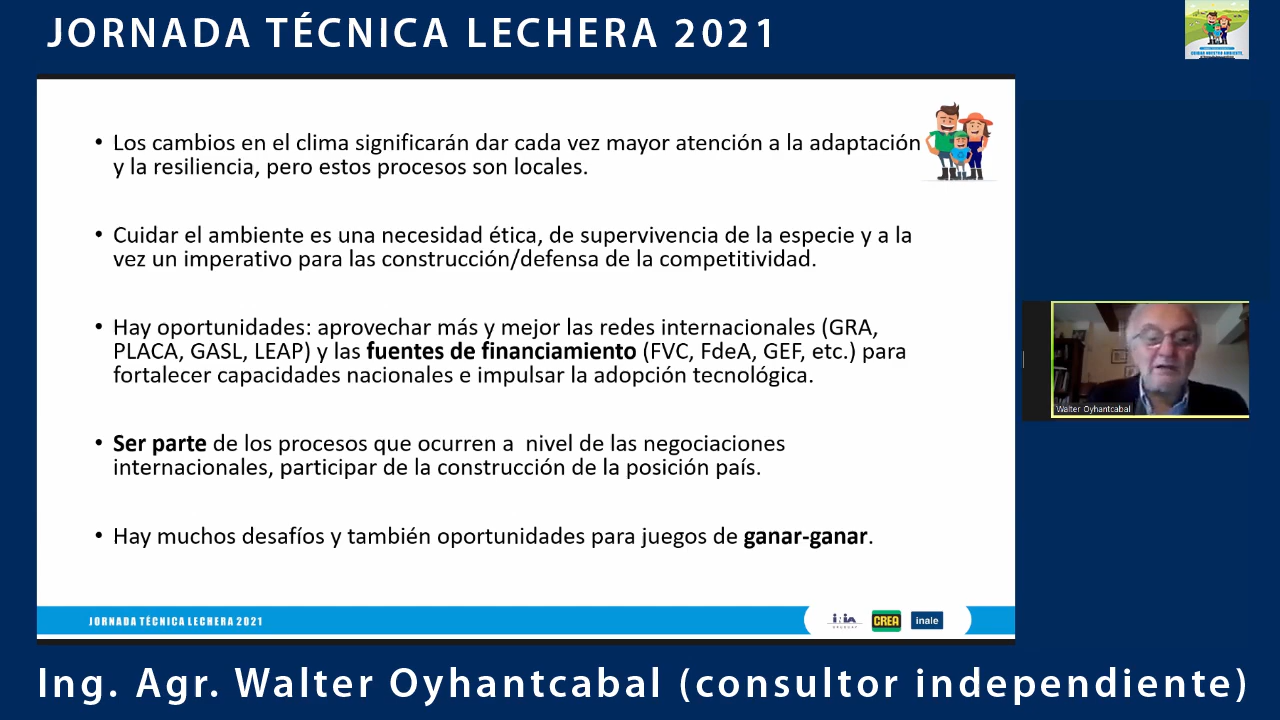 JORNADA TÉCNICA LECHERA 2021
• Los cambios en el clima significarán dar cada vez mayor atención a la adaptación
y la resiliencia, pero estos procesos son locales.
• Cuidar el ambiente es una necesidad ética, de supervivencia de la especie y a la
vez un imperativo para las construcción/defensa de la competitividad.
• Hay oportunidades: aprovechar más y mejor las redes internacionales (GRA,
PLACA, GASL, LEAP) y las fuentes de financiamiento (FVC, FdeA, GEF, etc.) para
fortalecer capacidades nacionales e impulsar la adopción tecnológica.
• Ser parte de los procesos que ocurren a  nivel de las negociaciones
internacionales, participar de la construcción de la posición país.
• Hay muchos desafíos y también oportunidades para juegos de ganar-ganar.
Walter Oyhantcabal
JORNADA TÉCNICA LECHERA 2021
inia
URUGUAY
CREA
inale
Ing. Agr. Walter Oyhantcabal (consultor independiente)